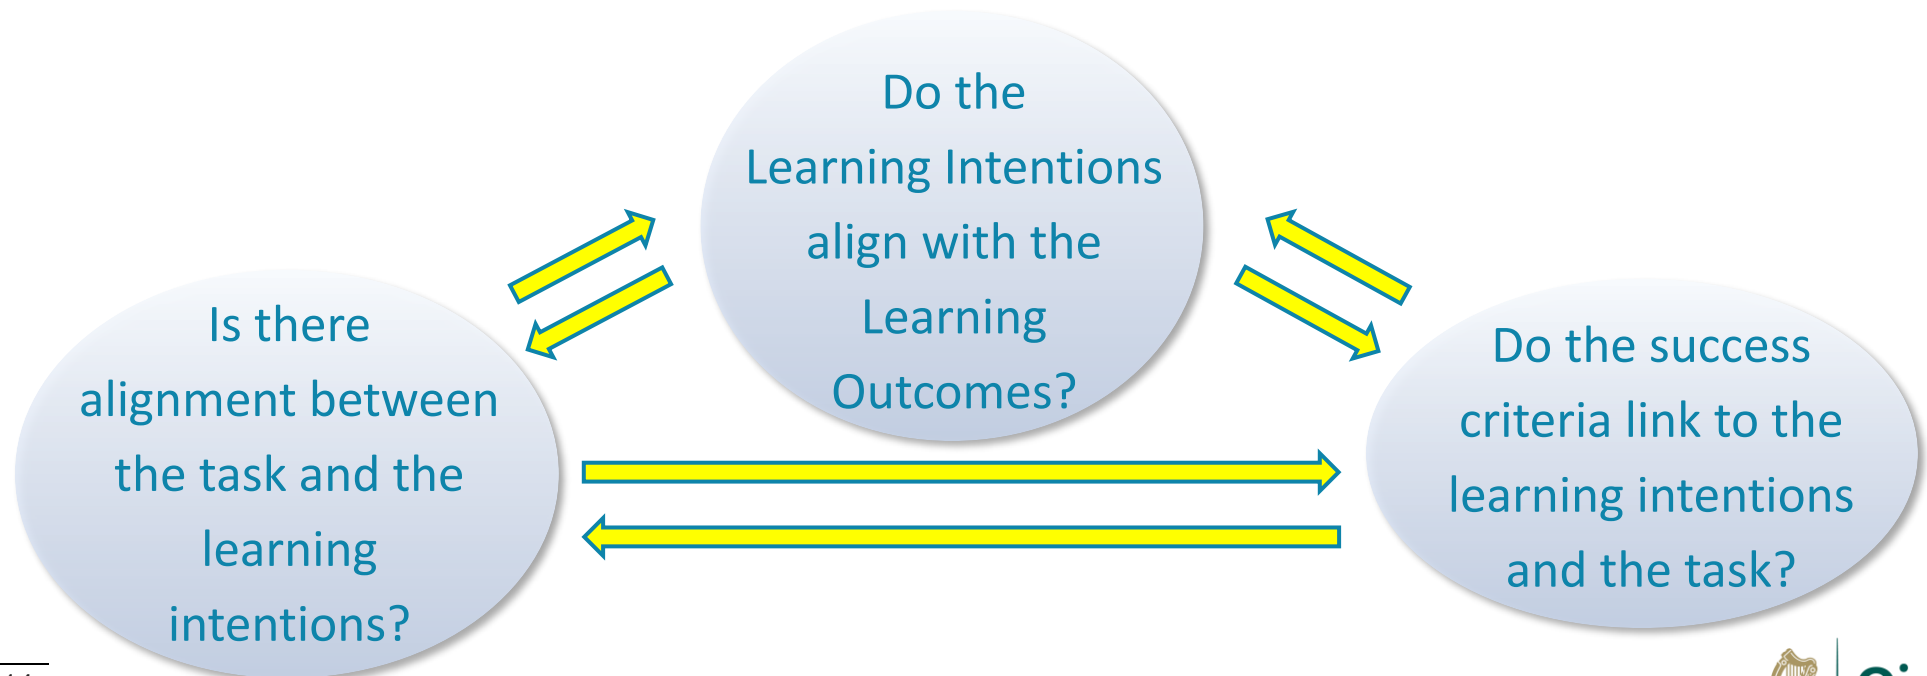 Do the
Learning Intentions
align with the
Learning
Outcomes?
Is there
alignment between
the task and the
learning
intentions?
Do the success
criteria link to the
learning intentions
and the task?